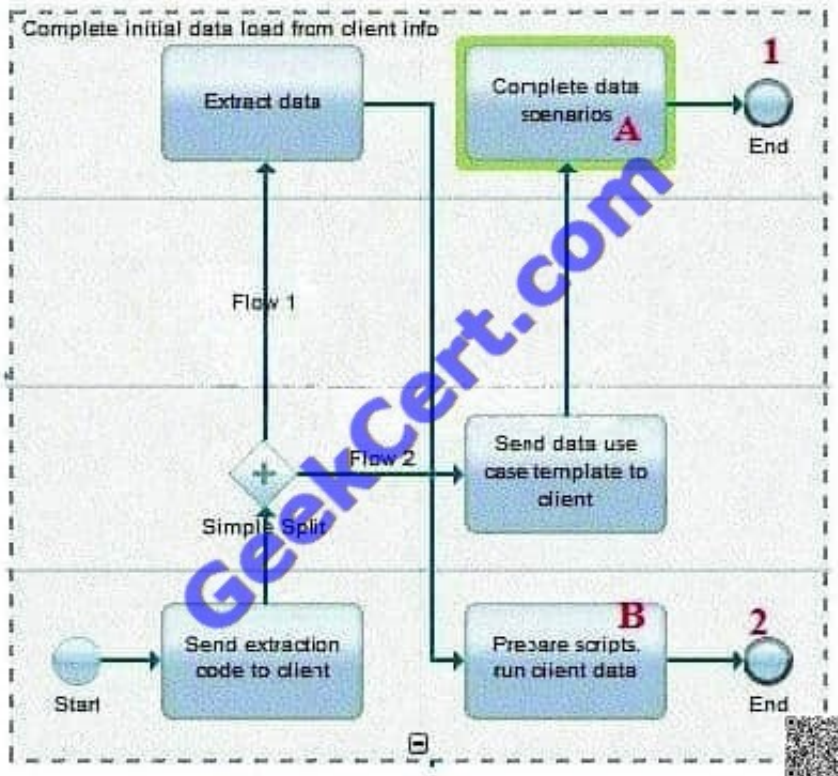 Complete initial data load from client info
Extract data
Complete data
scenarios
A
1
End
Flow 1
Flow 2
Send data use
case template to
client
Simple Split
Start
Send extraction
code to client
Prepare scripts.
run client data
B
2
End
GeekCert.com